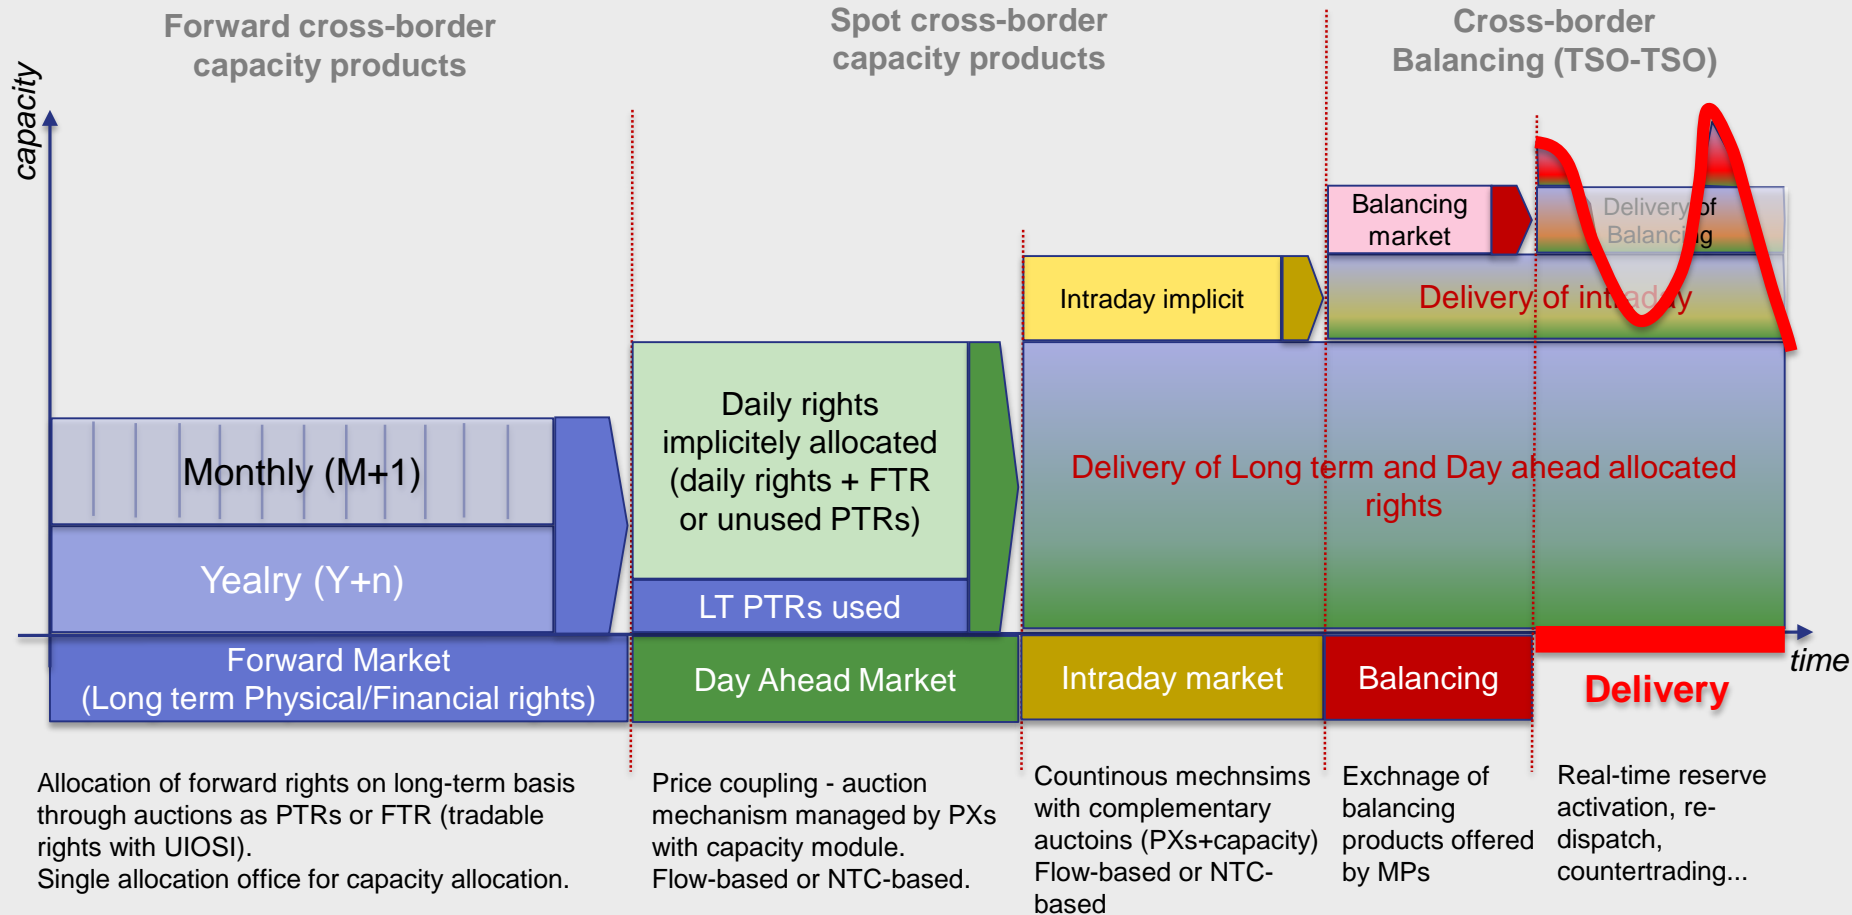 Forward cross-border
capacity products
Spot cross-border
capacity products
Cross-border
Balancing (TSO-TSO)
capacity
Balancing
market
Delivery of
Balancing
Intraday implicit
Delivery of intraday
Daily rights
implicitely allocated
(daily rights + FTR
or unused PTRs)
Monthly (M+1)
Delivery of Long term and Day ahead allocated
rights
Yealry (Y+n)
LT PTRs used
Forward Market
(Long term Physical/Financial rights)
Day Ahead Market
Intraday market
Balancing
Delivery
time
Allocation of forward rights on long-term basis
through auctions as PTRs or FTR (tradable
rights with UIOSI).
Single allocation office for capacity allocation.
Price coupling - auction
mechanism managed by PXs
with capacity module.
Flow-based or NTC-based.
Countinous mechnsims
with complementary
auctoins (PXs+capacity)
Flow-based or NTC-
based
Exchnage of
balancing
products offered
by MPs
Real-time reserve
activation, re-
dispatch,
countertrading...